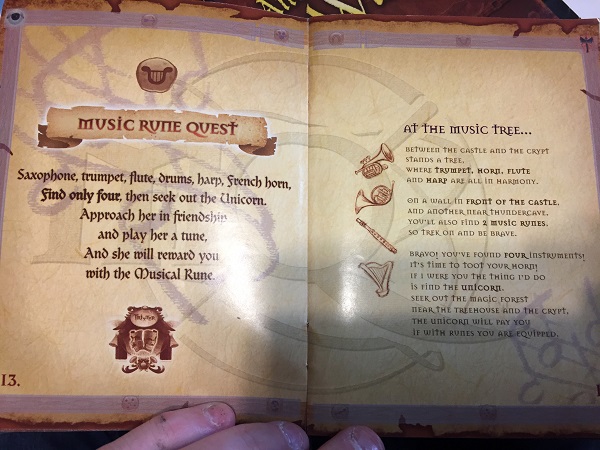 MUSIC RUNE QUEST
Saxophone, trumpet, flute, drums, harp, French horn,
Find only four, then seek out the Unicorn.
Approach her in friendship
and play her a tune,
And she will reward you
with the Musical Rune.
13.
AT THE MUSIC TREE...
BETWEEN THE CASTLE AND THE CRYPT
STANDS A TREE.
WHERE TRUMPET, HORN, FLUTE
AND HARP ARE ALL IN HARMONY.
ON A WALL IN FRONT OF THE CASTLE,
AND ANOTHER NEAR THUNDERCAVE,
YOU'LL ALSO FIND 2 MUSIC RUNES,
SO TREK ON AND BE BRAVE.
BRAVO! YOU'VE FOUND FOUR INSTRUMENTS!
IT'S TIME TO TOOT YOUR HORN!
IF I WERE YOU THE THING I'D DO
IS FIND THE UNICORN.
SEEK OUT THE MAGIC FOREST
NEAR THE TREEHOUSE AND THE CRYPT,
THE UNICORN WILL PAY YOU
IF WITH RUNES YOU ARE EQUIPPED.